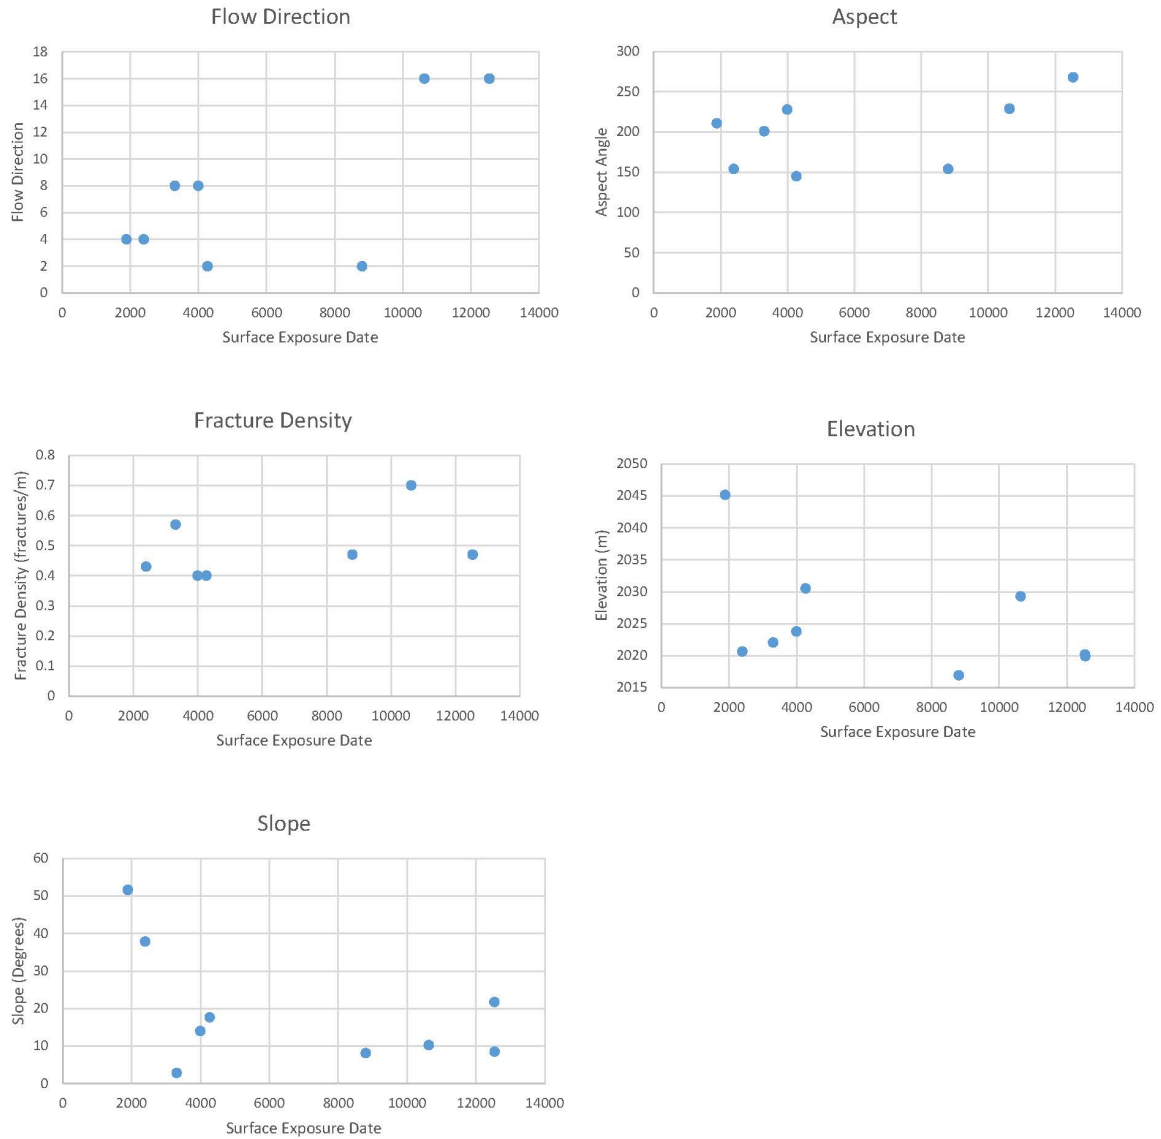 Flow Direction
18
16
14
12
10
8
6
4
2
0
Flow Direction
0 2000 4000 6000 8000 10000 12000 14000
Surface Exposure Date
Aspect
300
250
200
150
100
50
0
Aspect Angle
0 2000 4000 6000 8000 10000 12000 14000
Surface Exposure Date
Fracture Density
0.8
0.7
0.6
0.5
0.4
0.3
0.2
0.1
0
Fracture Density (fractures/m)
0 2000 4000 6000 8000 10000 12000 14000
Surface Exposure Date
Elevation
2050
2045
2040
2035
2030
2025
2020
2015
Elevation (m)
0 2000 4000 6000 8000 10000 12000 14000
Surface Exposure Date
Slope
60
50
40
30
20
10
0
Slope (Degrees)
0 2000 4000 6000 8000 10000 12000 14000
Surface Exposure Date